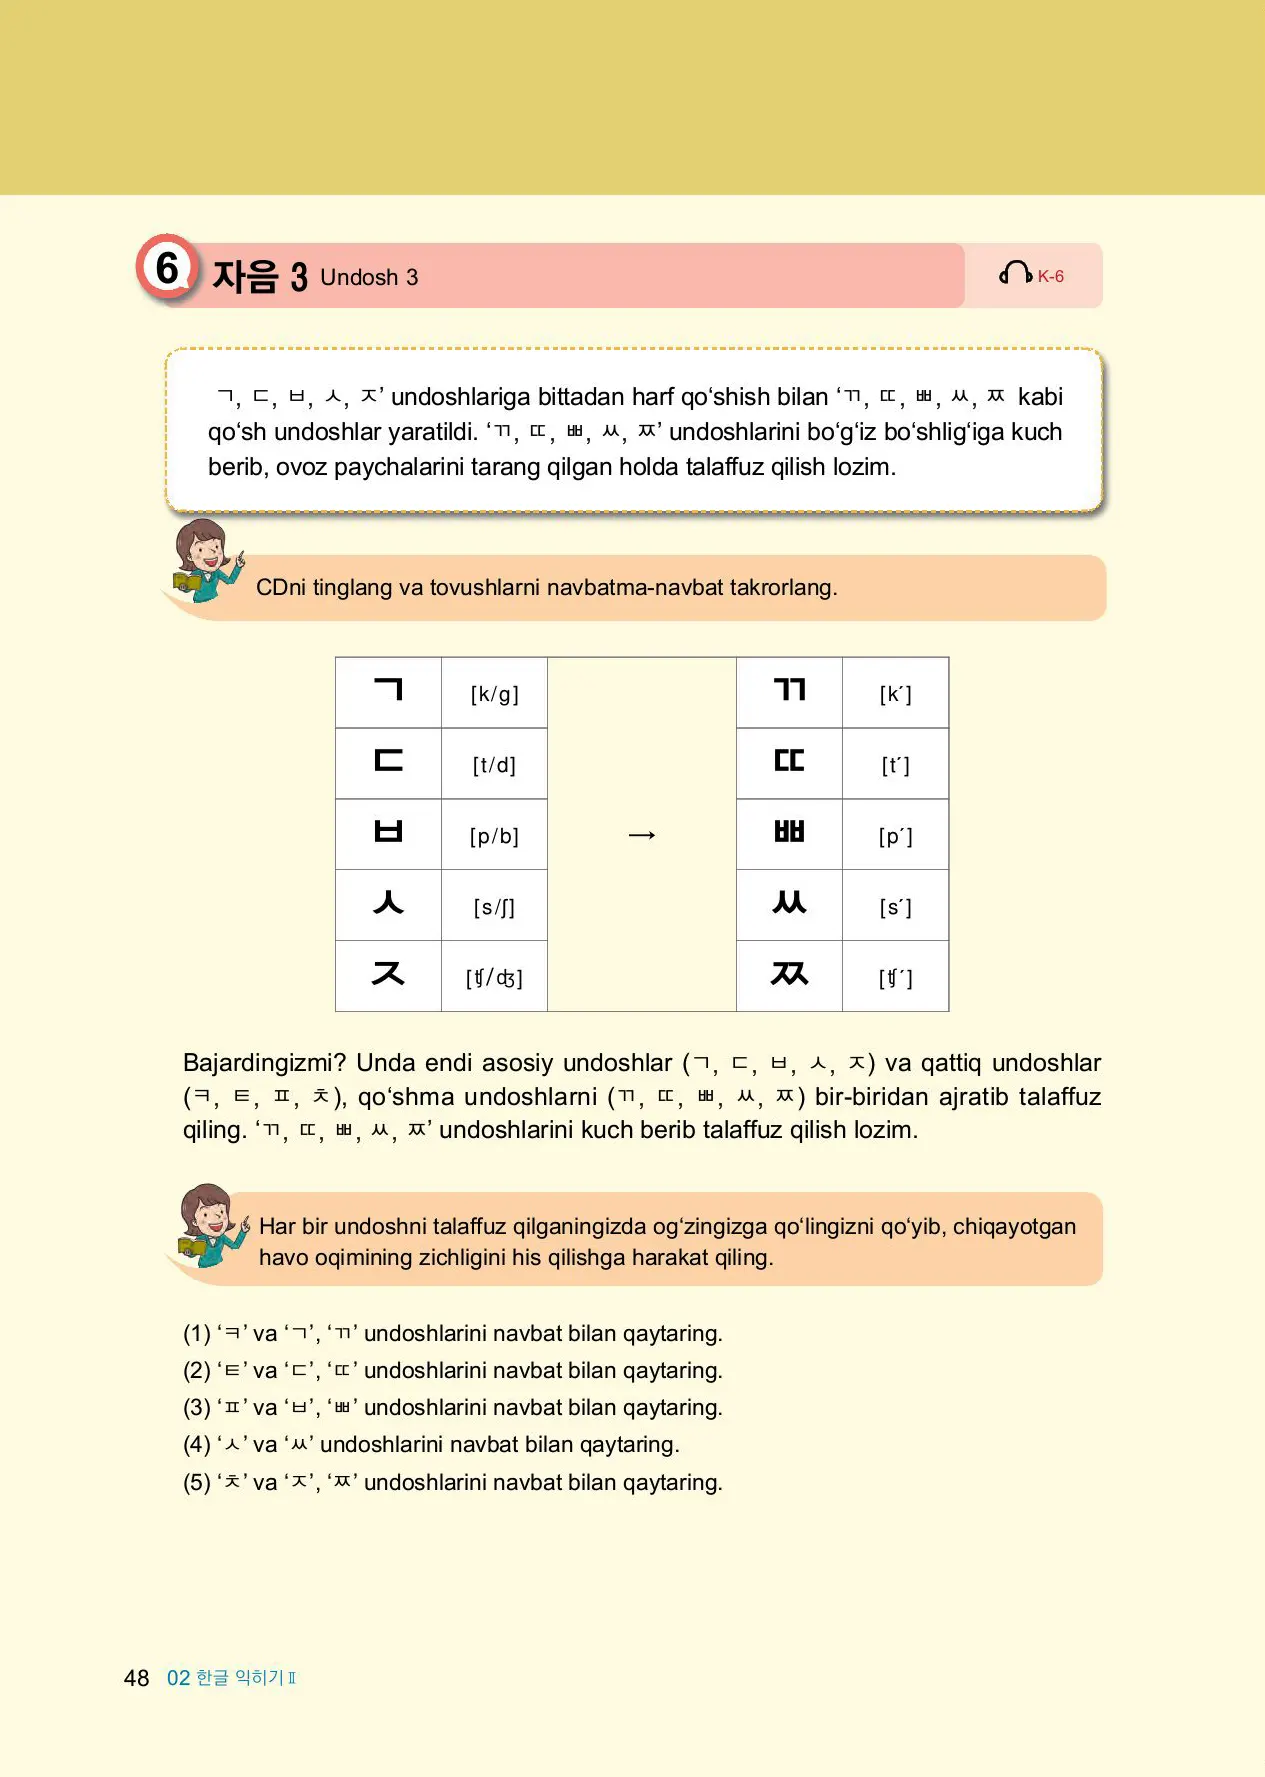 6 자음 3 Undosh 3 K-6
ㄱ, ㄷ, ㅂ, ㅅ, ㅈ’ undoshlariga bittadan harf qo‘shish bilan ‘ㄲ, ㄸ, ㅃ, ㅆ, ㅉ kabi
qo‘sh undoshlar yaratildi. ‘ㄲ, ㄸ, ㅃ, ㅆ, ㅉ’ undoshlarini bo‘g‘iz bo‘shlig‘iga kuch
berib, ovoz paychalarini tarang qilgan holda talaffuz qilish lozim.
CDni tinglang va tovushlarni navbatma-navbat takrorlang.
ㄱ [k/g] ㄲ [k´]
ㄷ [t/d] ㄸ [t´]
ㅂ [p/b] → ㅃ [p´]
ㅅ [s/ʃ] ㅆ [s´]
ㅈ [ʧ/ʤ] ㅉ [ʧ´]
Bajardingizmi? Unda endi asosiy undoshlar (ㄱ, ㄷ, ㅂ, ㅅ, ㅈ) va qattiq undoshlar
(ㅋ, ㅌ, ㅍ, ㅊ), qo‘shma undoshlarni (ㄲ, ㄸ, ㅃ, ㅆ, ㅉ) bir-biridan ajratib talaffuz
qiling. ‘ㄲ, ㄸ, ㅃ, ㅆ, ㅉ’ undoshlarini kuch berib talaffuz qilish lozim.
Har bir undoshni talaffuz qilganingizda og‘zingizga qo‘lingizni qo‘yib, chiqayotgan
havo oqimining zichligini his qilishga harakat qiling.
(1) ‘ㅋ’ va ‘ㄱ’, ‘ㄲ’ undoshlarini navbat bilan qaytaring.
(2) ‘ㅌ’ va ‘ㄷ’, ‘ㄸ’ undoshlarini navbat bilan qaytaring.
(3) ‘ㅍ’ va ‘ㅂ’, ‘ㅃ’ undoshlarini navbat bilan qaytaring.
(4) ‘ㅅ’ va ‘ㅆ’ undoshlarini navbat bilan qaytaring.
(5) ‘ㅊ’ va ‘ㅈ’, ‘ㅉ’ undoshlarini navbat bilan qaytaring.
48 02 한글 익히기Ⅱ